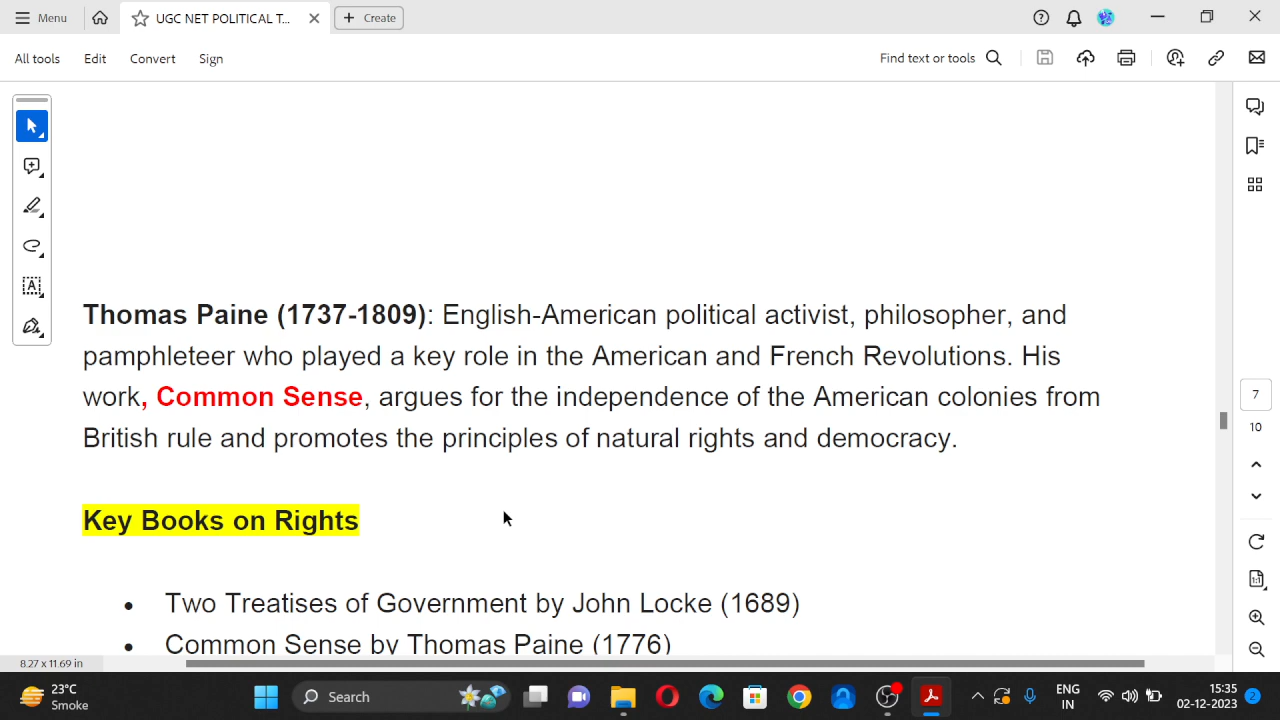 Menu
UGC NET POLITICAL T...
Create
All tools
Edit
Convert
Sign
Find text or tools
Thomas Paine (1737-1809): English-American political activist, philosopher, and
pamphleteer who played a key role in the American and French Revolutions. His
work, Common Sense, argues for the independence of the American colonies from
British rule and promotes the principles of natural rights and democracy.
Key Books on Rights
• Two Treatises of Government by John Locke (1689)
• Common Sense by Thomas Paine (1776)
7
10
1:1
8.27 x 11.69 in
23°C
Smoke
Search
ENG
IN
15:35
02-12-2023
2